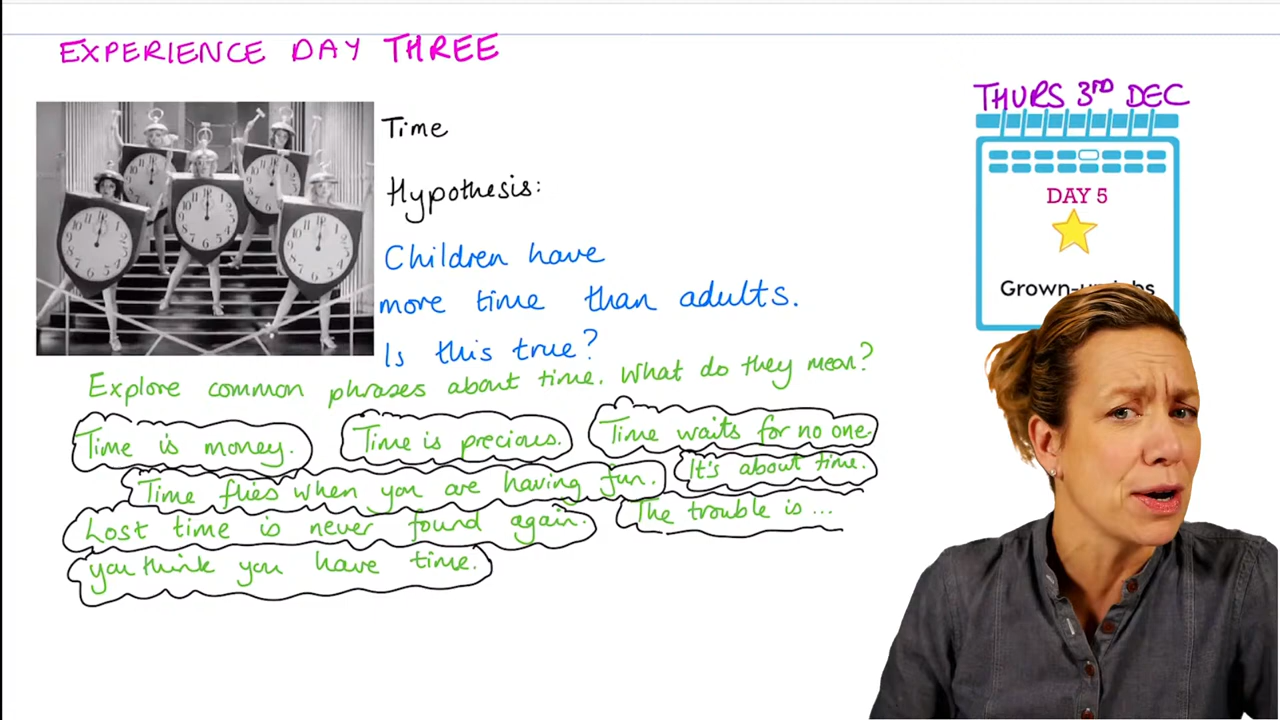 EXPERIENCE DAY THREE
THURS 3RD DEC
Time
Hypothesis:
DAY 5
Children have
more time than adults.
Is this true?
Explore common phrases about time. What do they mean?
Time is money.
Time is precious.
Time waits for no one.
It's about time.
Time flies when you are having fun.
Lost time is never found again.
The trouble is ...
you think you have time.